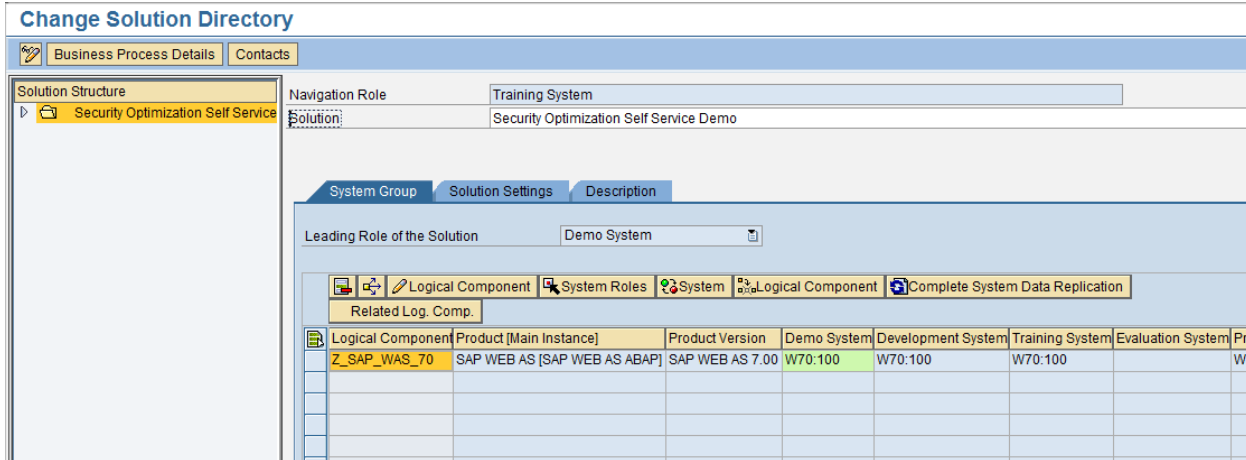 Change Solution Directory
Business Process Details Contacts
Solution Structure
Security Optimization Self Service
Navigation Role Training System
Solution Security Optimization Self Service Demo
System Group Solution Settings Description
Leading Role of the Solution Demo System
Logical Component System Roles System Logical Component Complete System Data Replication
Related Log. Comp.
Logical Component Product [Main Instance] Product Version Demo System Development System Training System Evaluation System
Z_SAP_WAS_70 SAP WEB AS [SAP WEB AS ABAP] SAP WEB AS 7.00 W70:100 W70:100 W70:100